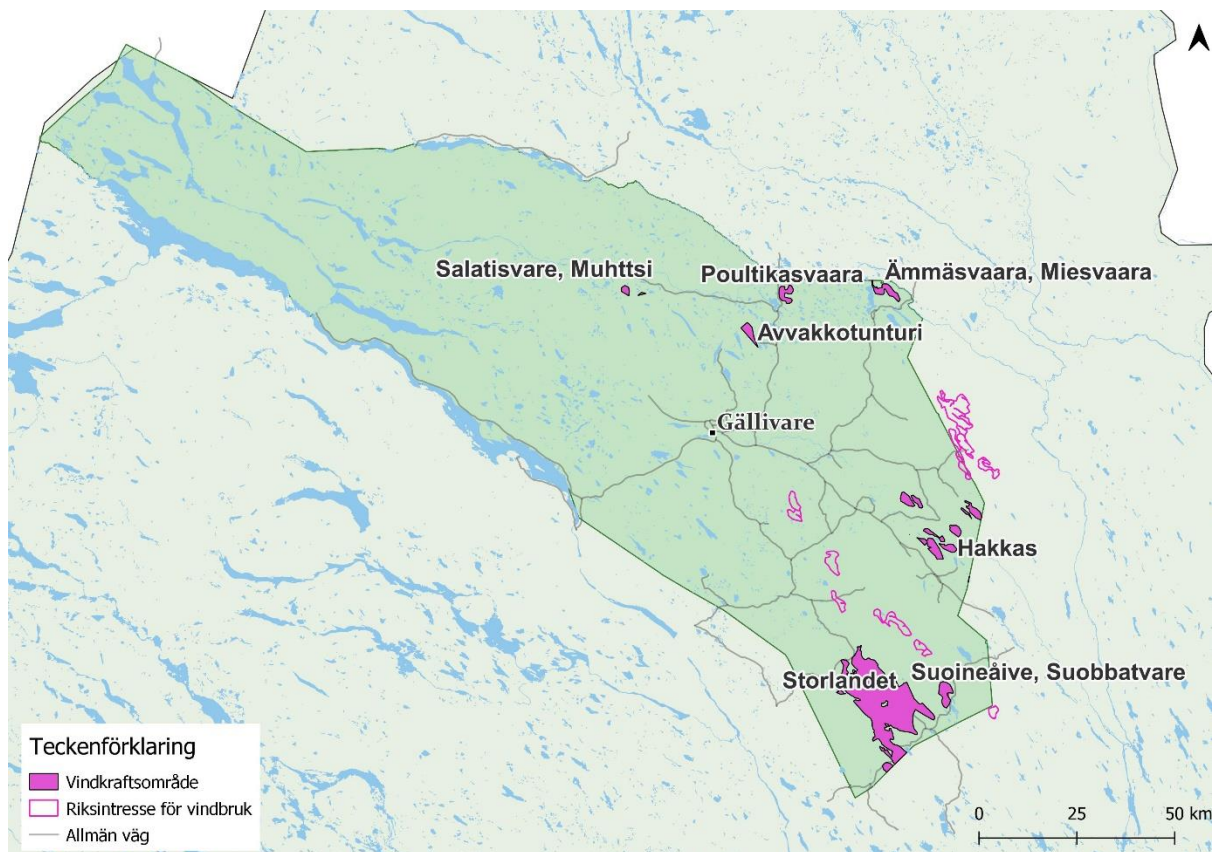 Salatisvare, Muhttsi
Poultikasvaara
Ämmäsvaara, Miesvaara
Avvakkotunturi
Gällivare
Hakkas
Storlandet
Suoineåive, Suobbatvare
Teckenförklaring
Vindkraftsområde
Riksintresse för vindbruk
Allmän väg
0 25 50 km